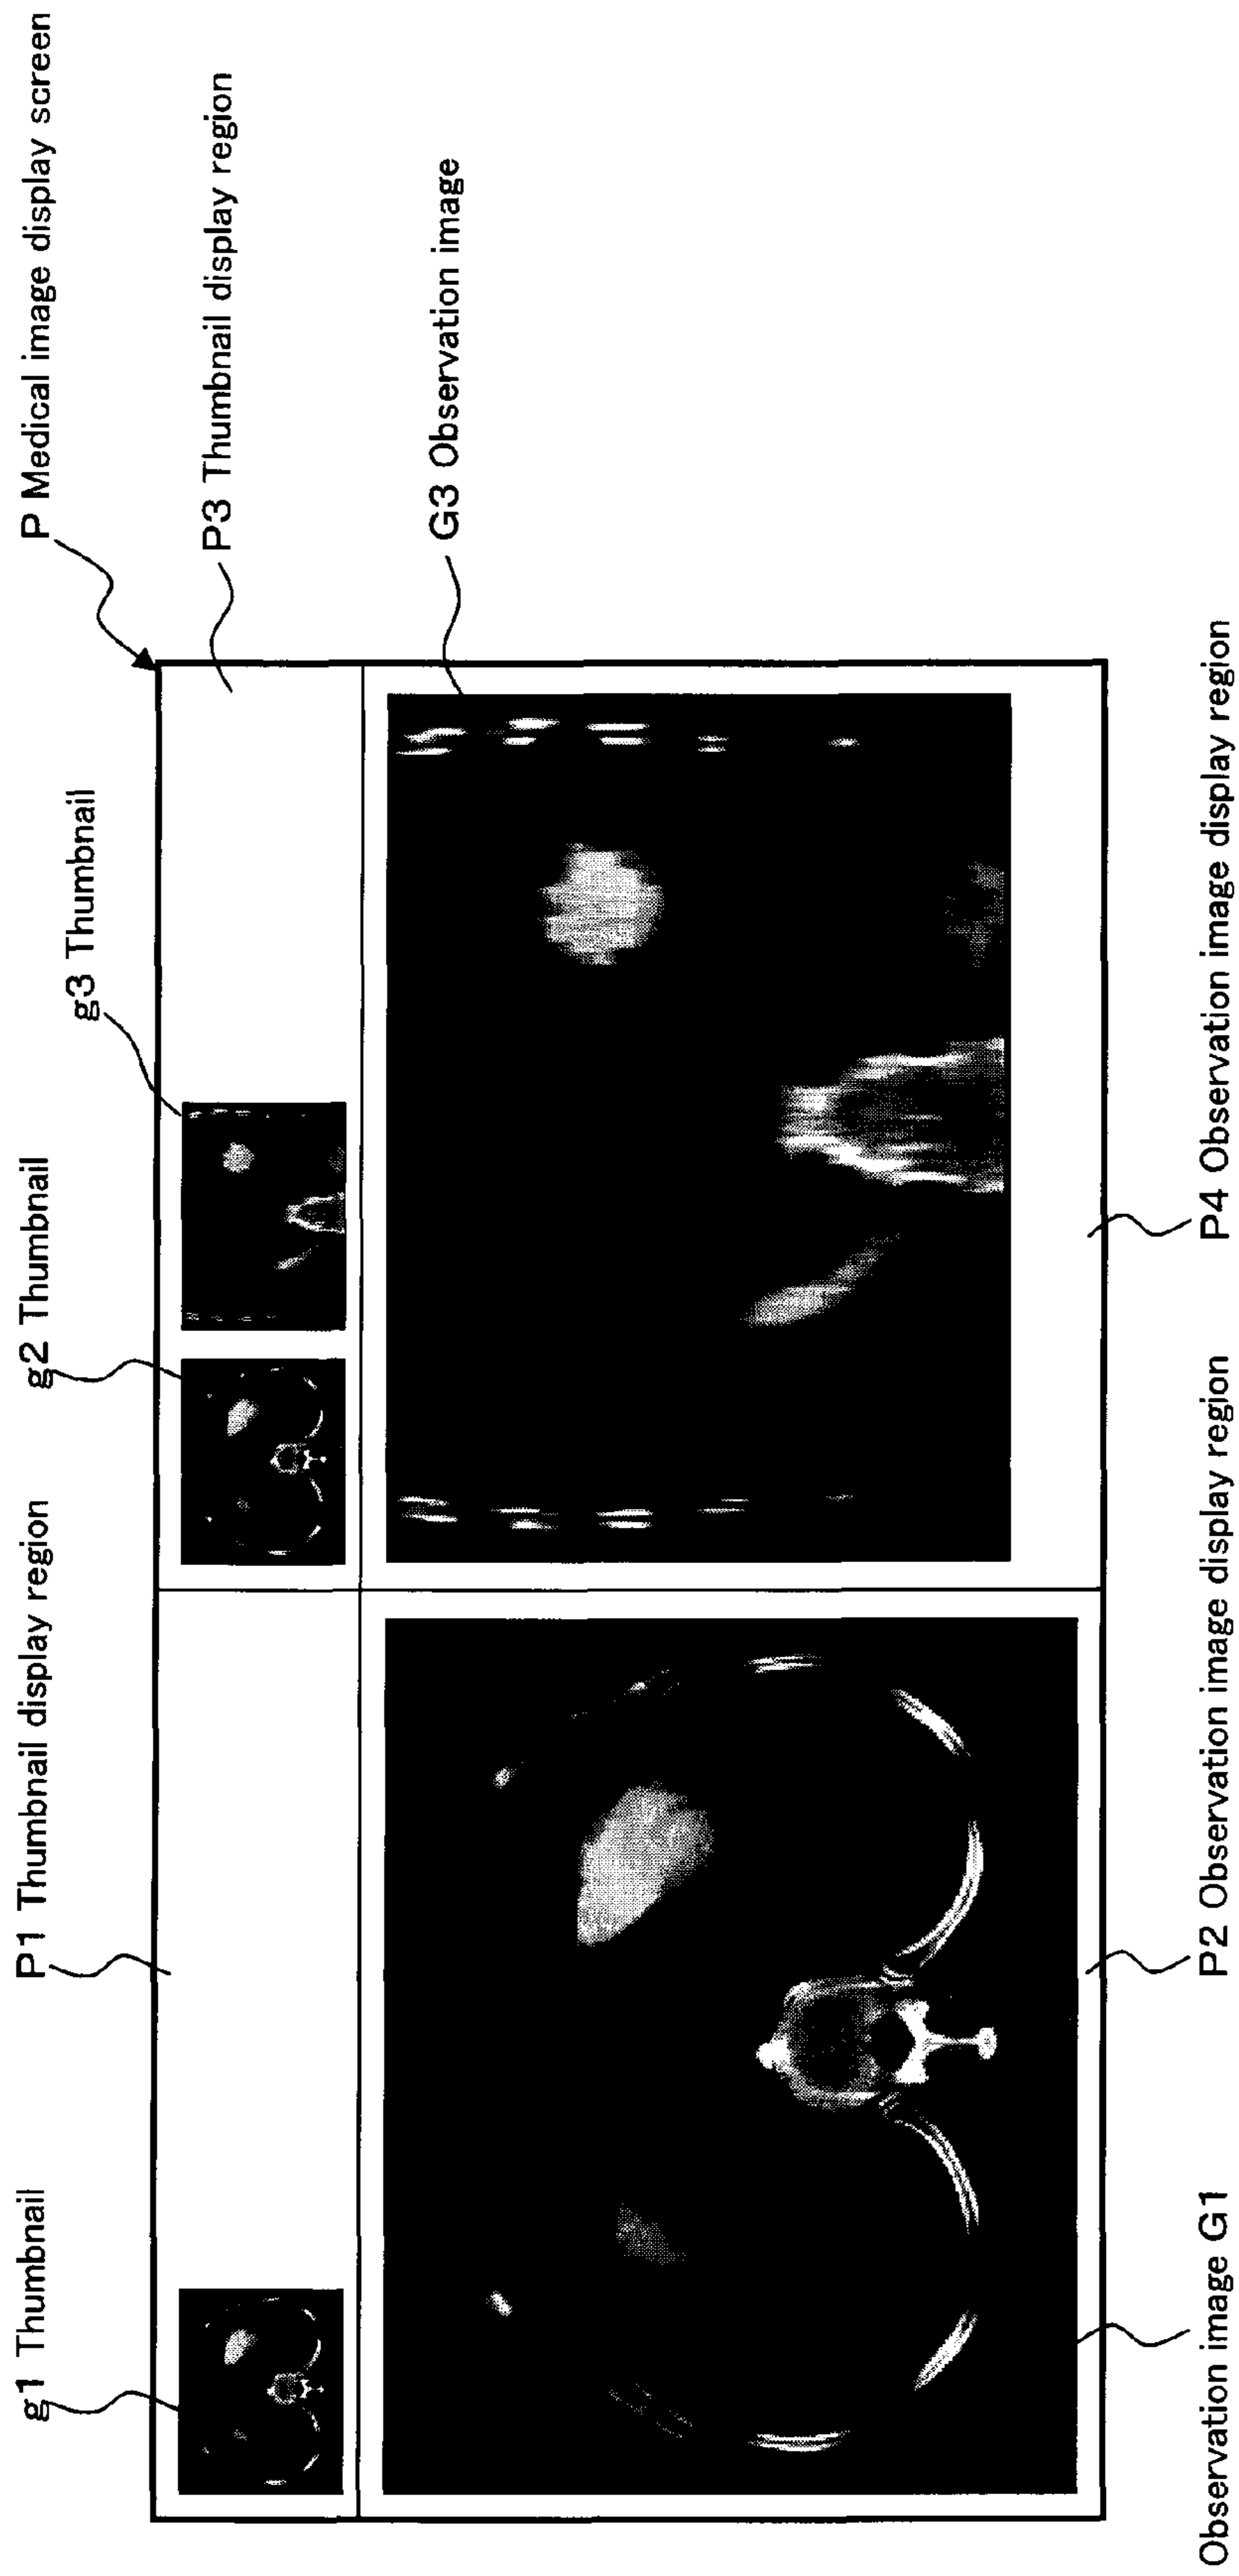 P Medical image display screen
P3 Thumbnail display region
G3 Observation image
g3 Thumbnail
g2 Thumbnail
P1 Thumbnail display region
g1 Thumbnail
Observation image G1
P2 Observation image display region
P4 Observation image display region